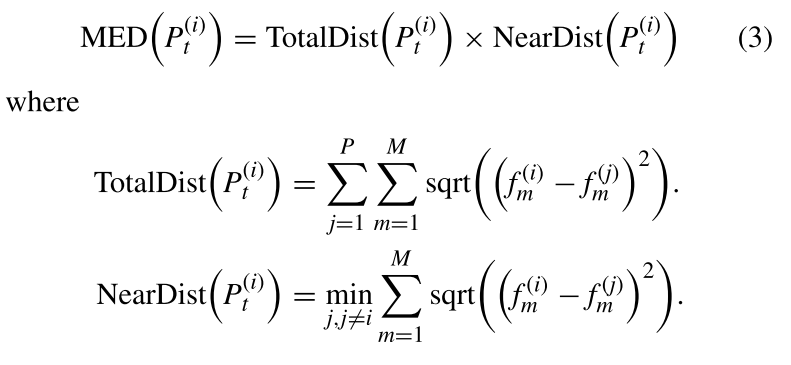 MED(P_t^{(i)}) = TotalDist(P_t^{(i)}) × NearDist(P_t^{(i)}) (3)
where
TotalDist(P_t^{(i)}) = \sum_{j=1}^{P} \sum_{m=1}^{M} sqrt((f_m^{(i)} − f_m^{(j)})^2).
NearDist(P_t^{(i)}) = \min_{j,j≠i} \sum_{m=1}^{M} sqrt((f_m^{(i)} − f_m^{(j)})^2).